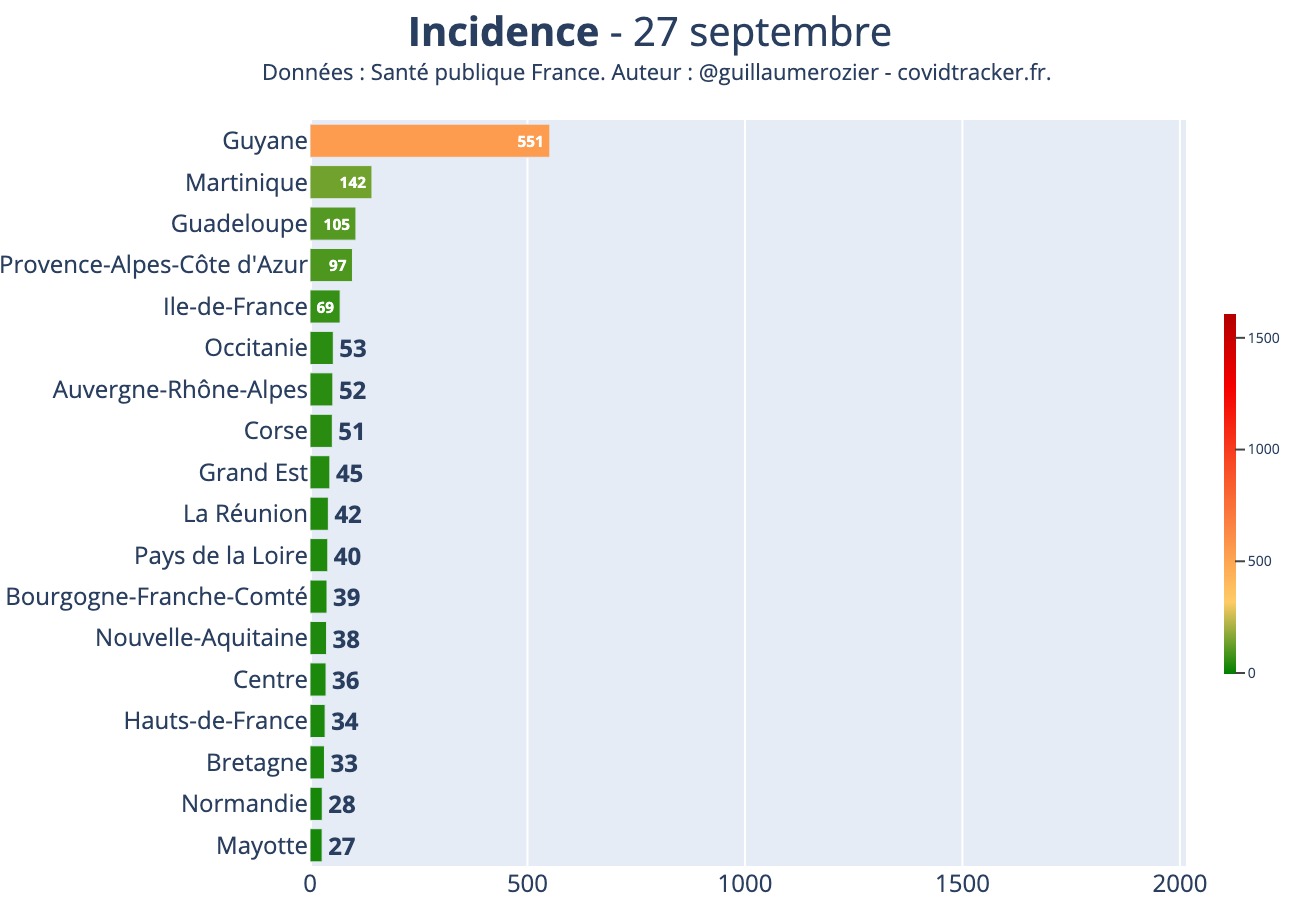 Incidence - 27 septembre
Données : Santé publique France. Auteur : @guillaumerozier - covidtracker.fr.
Guyane 551
Martinique 142
Guadeloupe 105
Provence-Alpes-Côte d'Azur 97
Ile-de-France 69
Occitanie 53
Auvergne-Rhône-Alpes 52
Corse 51
Grand Est 45
La Réunion 42
Pays de la Loire 40
Bourgogne-Franche-Comté 39
Nouvelle-Aquitaine 38
Centre 36
Hauts-de-France 34
Bretagne 33
Normandie 28
Mayotte 27
0 500 1000 1500 2000
1500
1000
500
0